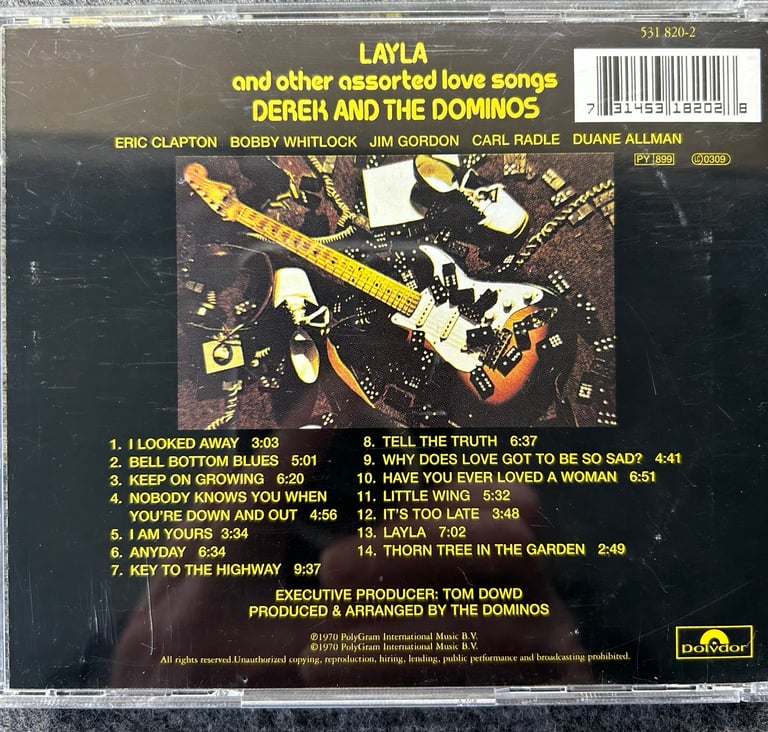 531 820-2
LAYLA
and other assorted love songs
DEREK AND THE DOMINOS
7 31453 18202 8
ERIC CLAPTON BOBBY WHITLOCK JIM GORDON CARL RADLE DUANE ALLMAN
PY 899 LC 0309
1. I LOOKED AWAY 3:03
2. BELL BOTTOM BLUES 5:01
3. KEEP ON GROWING 6:20
4. NOBODY KNOWS YOU WHEN
YOU'RE DOWN AND OUT 4:56
5. I AM YOURS 3:34
6. ANYDAY 6:34
7. KEY TO THE HIGHWAY 9:37
8. TELL THE TRUTH 6:37
9. WHY DOES LOVE GOT TO BE SO SAD? 4:41
10. HAVE YOU EVER LOVED A WOMAN 6:51
11. LITTLE WING 5:32
12. IT'S TOO LATE 3:48
13. LAYLA 7:02
14. THORN TREE IN THE GARDEN 2:49
EXECUTIVE PRODUCER: TOM DOWD
PRODUCED & ARRANGED BY THE DOMINOS
℗1970 PolyGram International Music B.V.
©1970 PolyGram International Music B.V.
All rights reserved.Unauthorized copying, reproduction, hiring, lending, public performance and broadcasting prohibited.
polydor